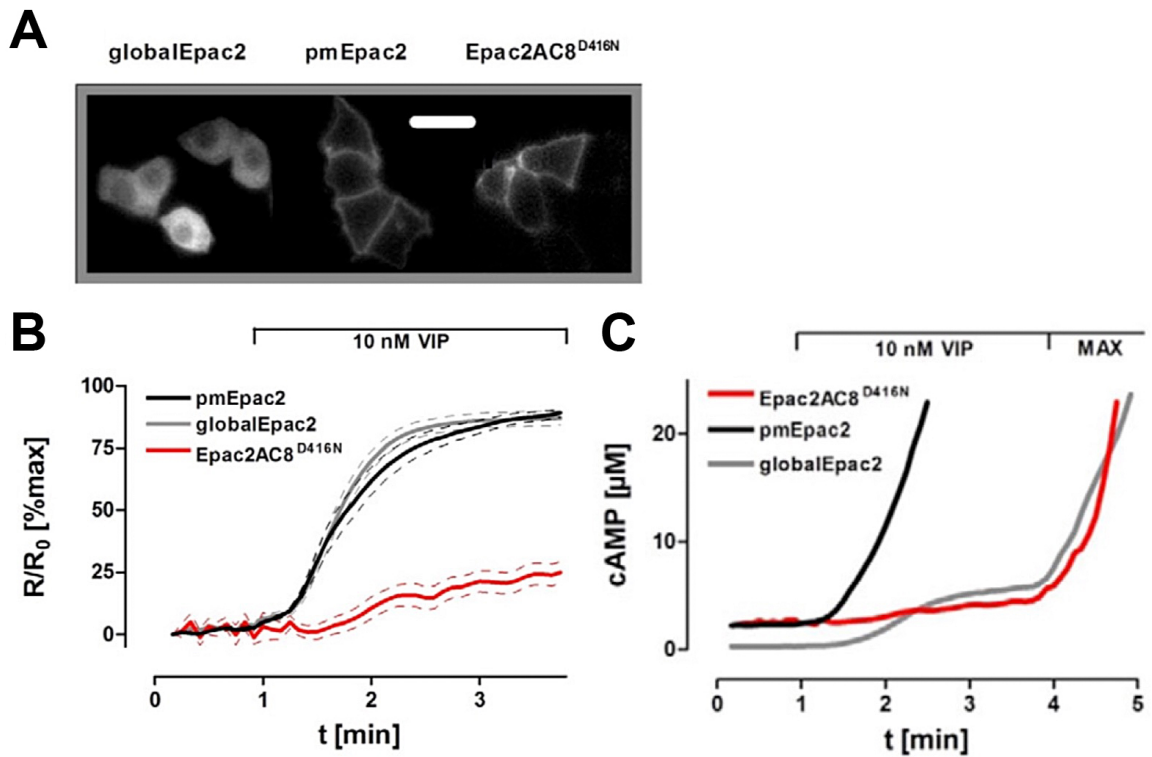 A
globalEpac2 pmEpac2 Epac2AC8D416N
B
10 nM VIP
100
75
50
25
0
R/R0 [%max]
pmEpac2
globalEpac2
Epac2AC8D416N
0 1 2 3
t [min]
C
10 nM VIP MAX
Epac2AC8D416N
pmEpac2
globalEpac2
20
10
0
cAMP [µM]
0 1 2 3 4 5
t [min]